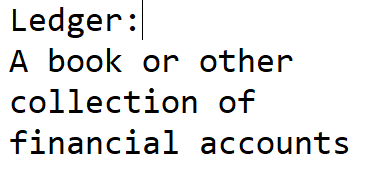 Ledger:
A book or other
collection of
financial accounts